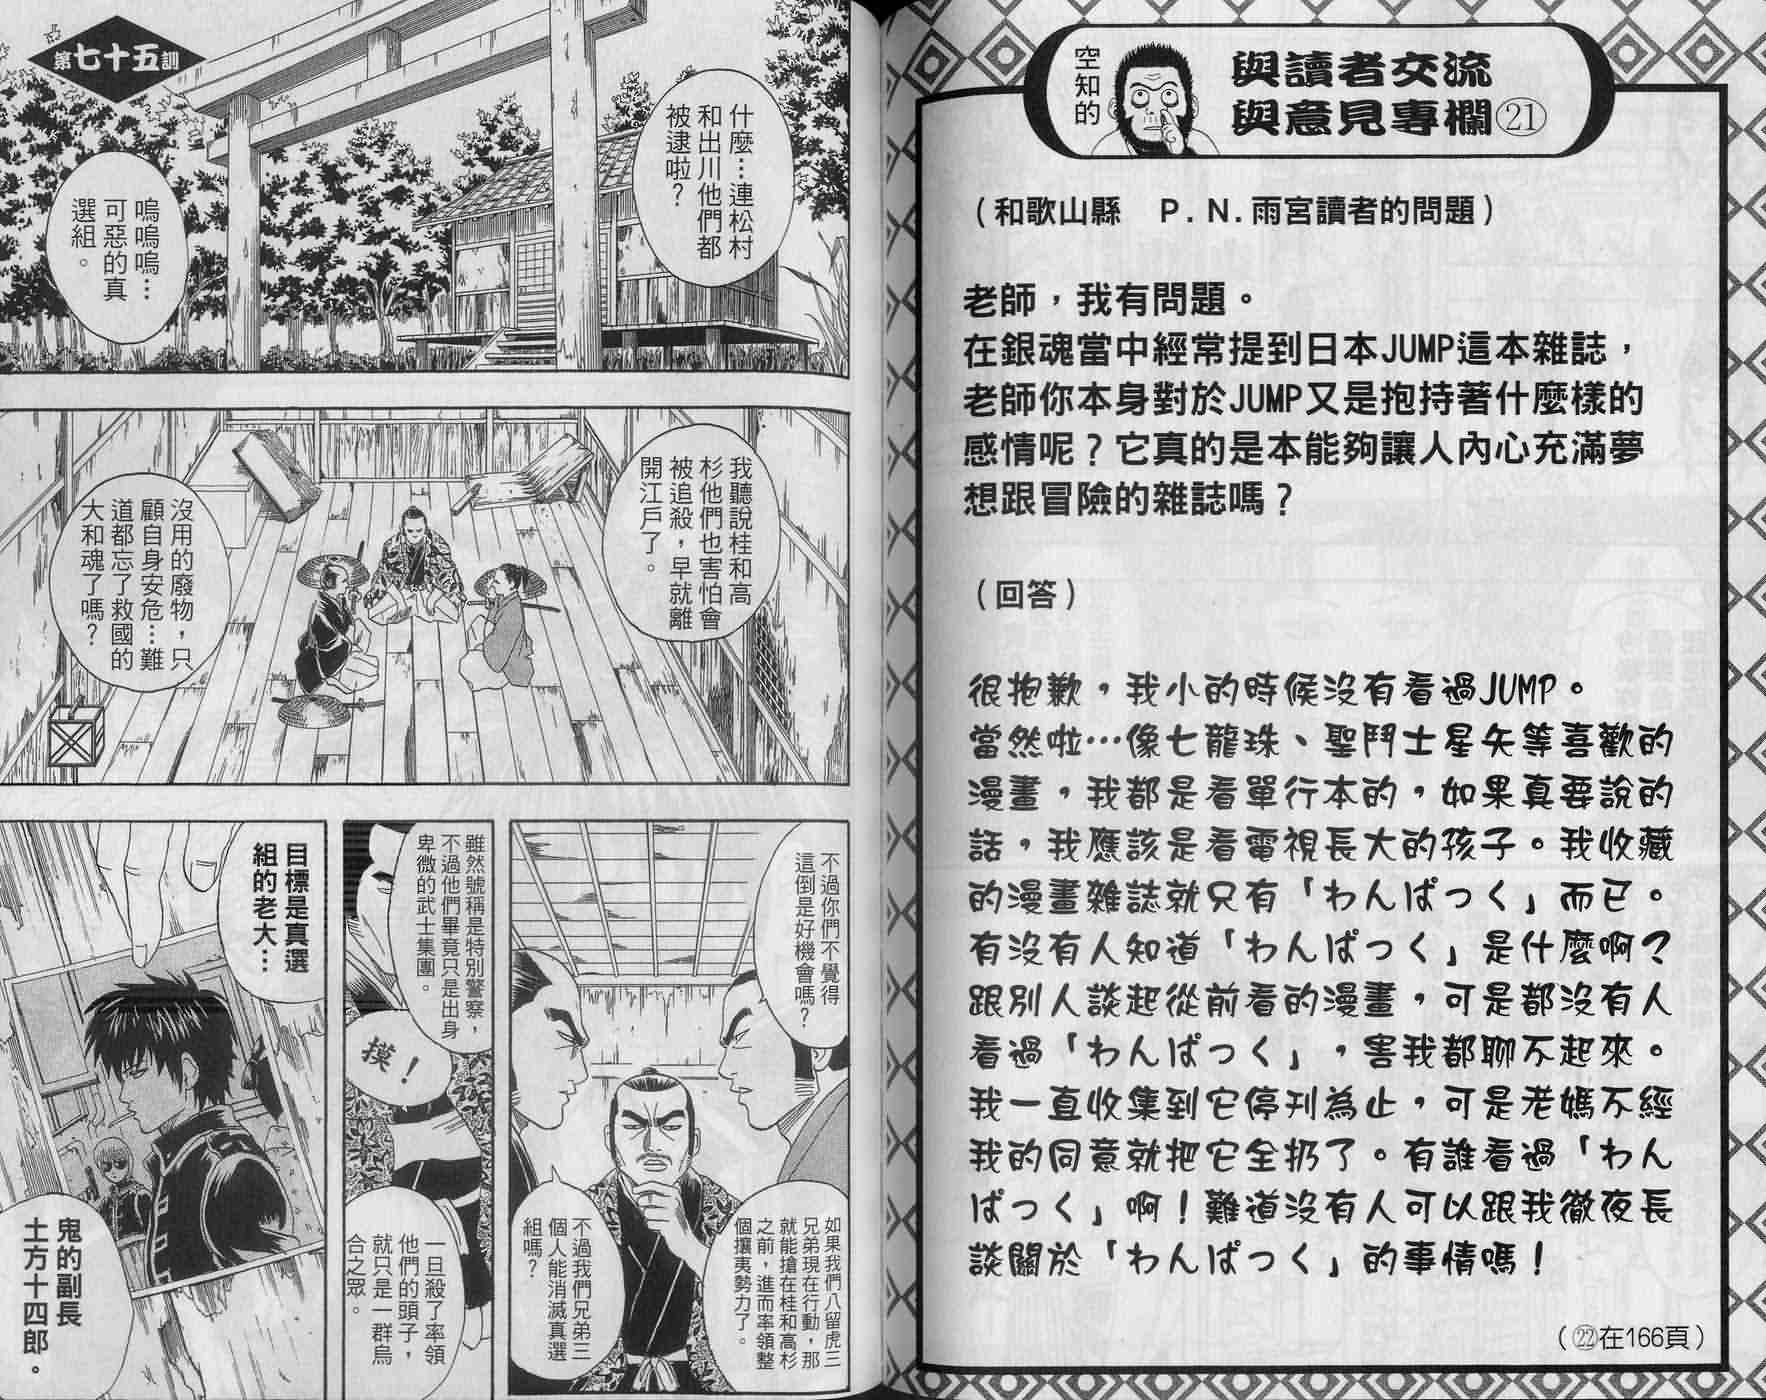 空知的
與讀者交流
與意見專欄㉑
（和歌山縣　P.N.雨宮讀者的問題）
老師，我有問題。
在銀魂當中經常提到日本JUMP這本雜誌，
老師你本身對於JUMP又是抱持著什麼樣的
感情呢？它真的是本能夠讓人內心充滿夢
想跟冒險的雜誌嗎？
（回答）
很抱歉，我小的時候沒有看過JUMP。
當然啦…像七龍珠、聖鬥士星矢等喜歡的
漫畫，我都是看單行本的，如果真要說的
話，我應該是看電視長大的孩子。我收藏
的漫畫雜誌就只有「わんぱっく」而已。
有沒有人知道「わんぱっく」是什麼啊？
跟別人談起從前看的漫畫，可是都沒有人
看過「わんぱっく」，害我都聊不起來。
我一直收集到它停刊為止，可是老媽不經
我的同意就把它全扔了。有誰看過「わん
ぱっく」啊！難道沒有人可以跟我徹夜長
談關於「わんぱっく」的事情嗎！
（㉒在166頁）
第七十五訓
什麼…連松村
和出川他們都
被逮啦？
嗚嗚嗚…
可惡的真
選組。
我聽說桂和高
杉他們也害怕會
被追殺，早就離
開江戶了。
沒用的廢物，只
顧自身安危…難
道都忘了救國的
大和魂了嗎？
不過你們不覺得
這倒是好機會嗎？
如果我們八留虎三
兄弟現在行動，那
就能搶在桂和高杉
之前，進而率領整
個攘夷勢力了。
不過我們兄弟三
個人能消滅真選
組嗎？
雖然號稱是特別警察，
不過他們畢竟只是出身
卑微的武士集團。
摸！
一旦殺了率領
他們的頭子，
就只是一群烏
合之眾。
目標是真選
組的老大…
鬼的副長
土方十四郎。